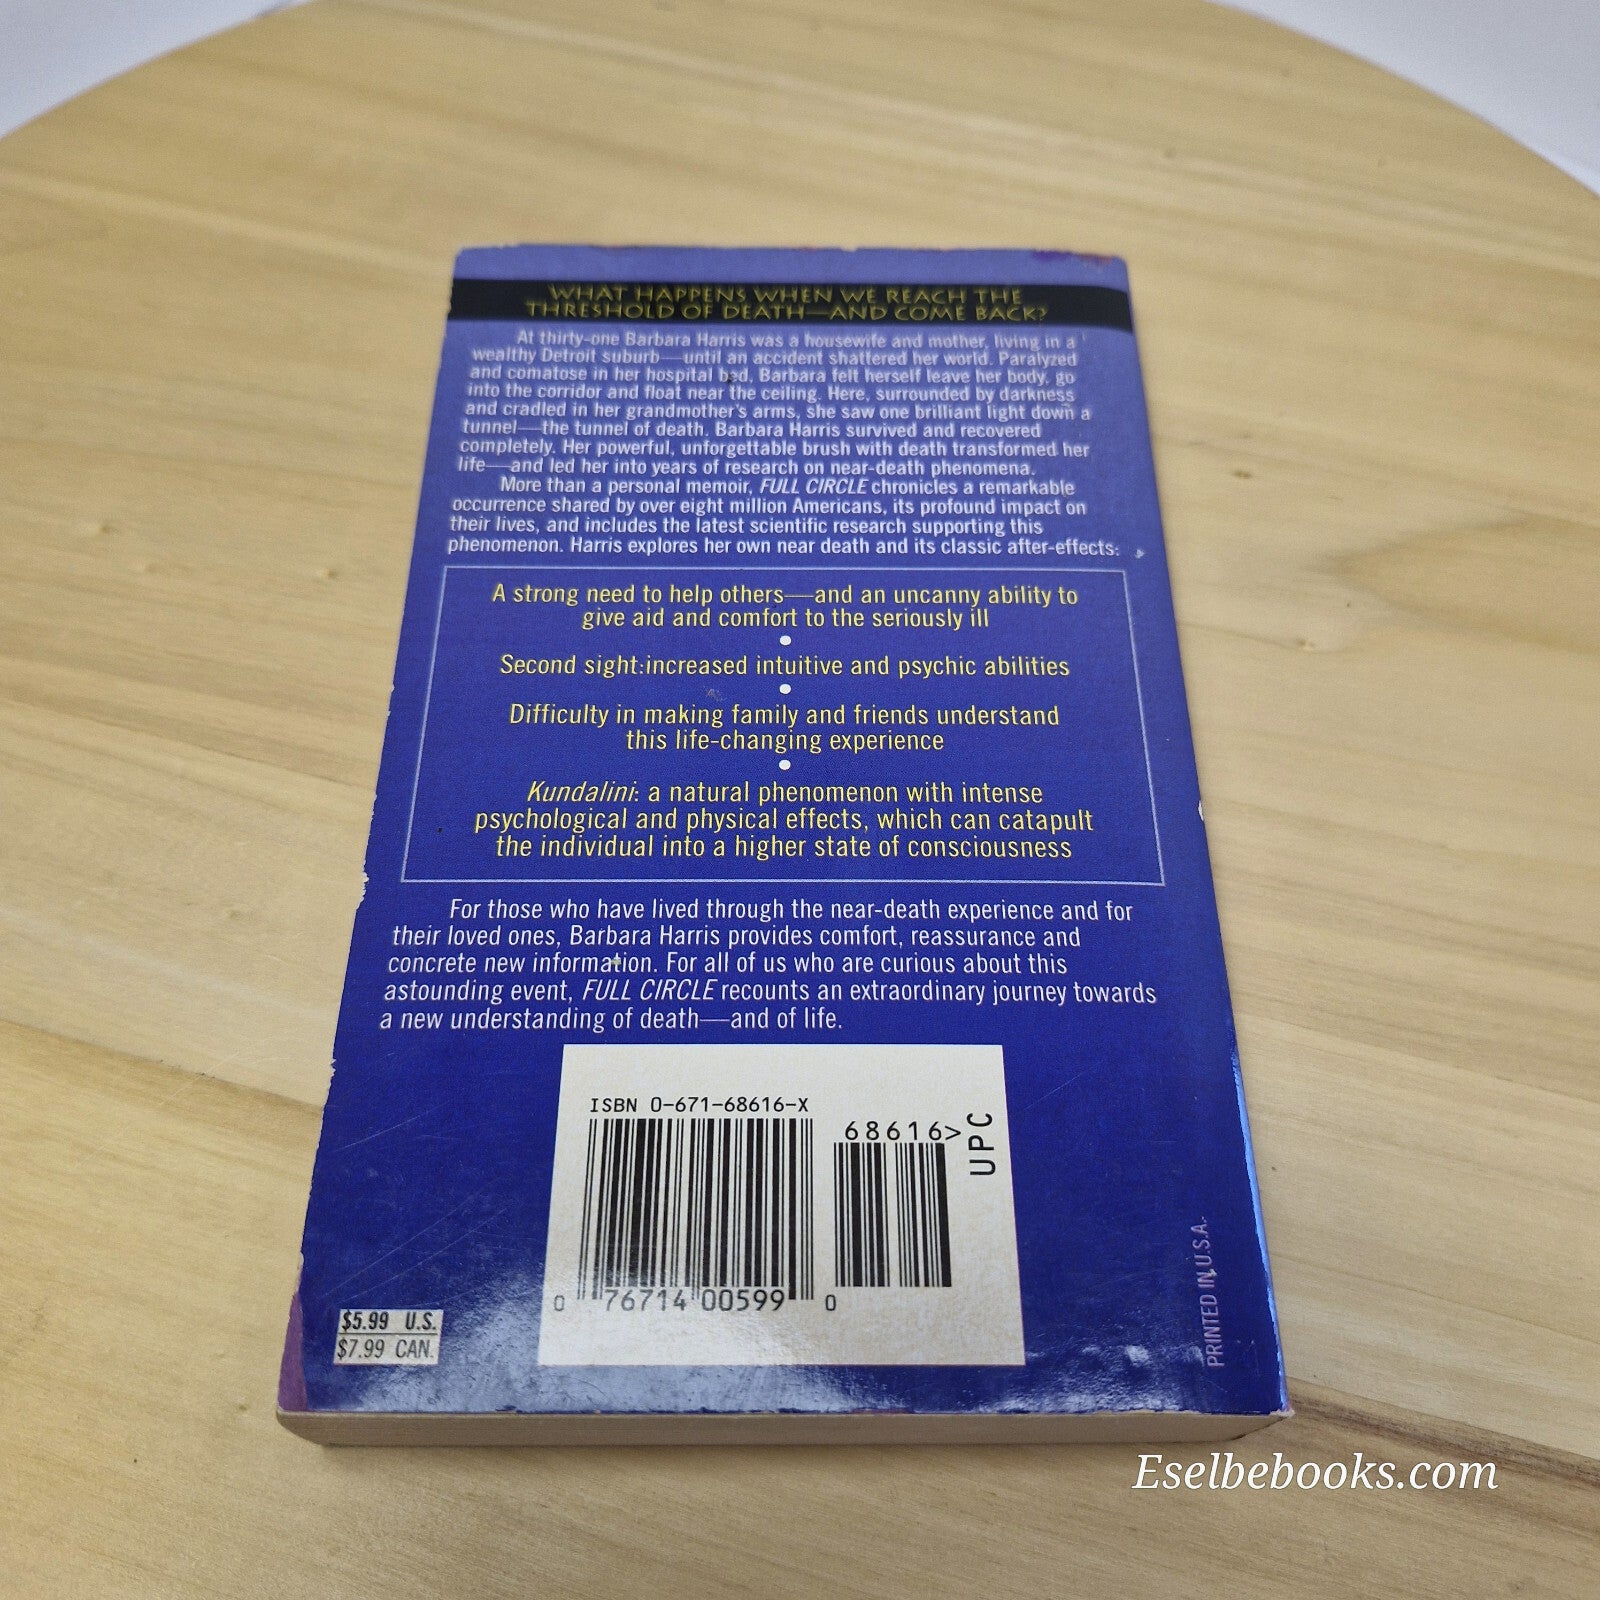 WHAT HAPPENS WHEN WE REACH THE
THRESHOLD OF DEATH—AND COME BACK?
At thirty-one Barbara Harris was a housewife and mother, living in a
wealthy Detroit suburb—until an accident shattered her world. Paralyzed
and comatose in her hospital bed, Barbara felt herself leave her body, go
into the corridor and float near the ceiling. Here, surrounded by darkness
and cradled in her grandmother's arms, she saw one brilliant light down a
tunnel—the tunnel of death. Barbara Harris survived and recovered
completely. Her powerful, unforgettable brush with death transformed her
life—and led her into years of research on near-death phenomena.
More than a personal memoir, FULL CIRCLE chronicles a remarkable
occurrence shared by over eight million Americans, its profound impact on
their lives, and includes the latest scientific research supporting this
phenomenon. Harris explores her own near death and its classic after-effects:
A strong need to help others—and an uncanny ability to
give aid and comfort to the seriously ill
Second sight:increased intuitive and psychic abilities
Difficulty in making family and friends understand
this life-changing experience
Kundalini: a natural phenomenon with intense
psychological and physical effects, which can catapult
the individual into a higher state of consciousness
For those who have lived through the near-death experience and for
their loved ones, Barbara Harris provides comfort, reassurance and
concrete new information. For all of us who are curious about this
astounding event, FULL CIRCLE recounts an extraordinary journey towards
a new understanding of death—and of life.
ISBN 0-671-68616-X
68616>
UPC
0 76714 00599 0
$5.99 U.S.
$7.99 CAN.
PRINTED IN U.S.A.
Eselbebooks.com